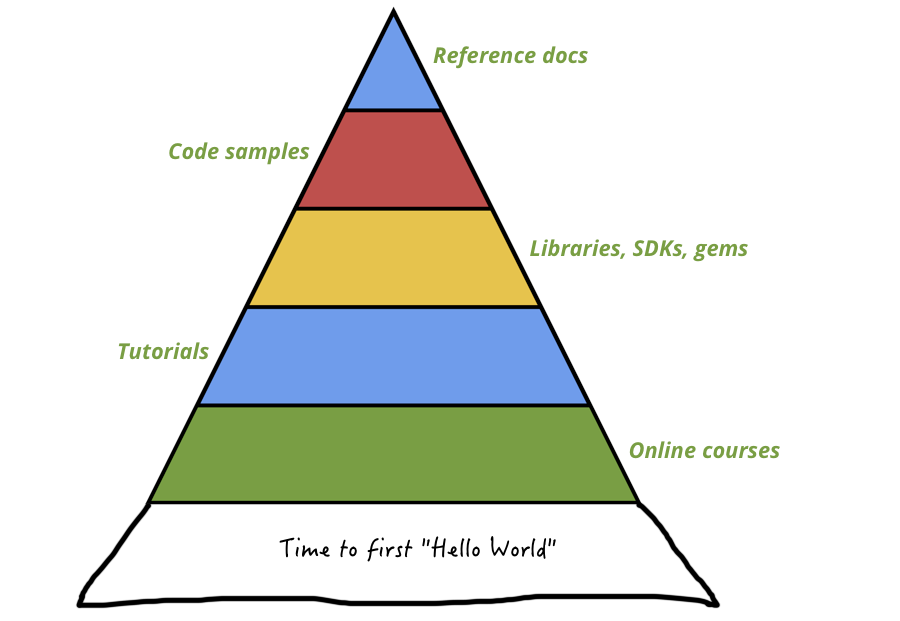 Reference docs
Code samples
Libraries, SDKs, gems
Tutorials
Online courses
Time to first "Hello World"